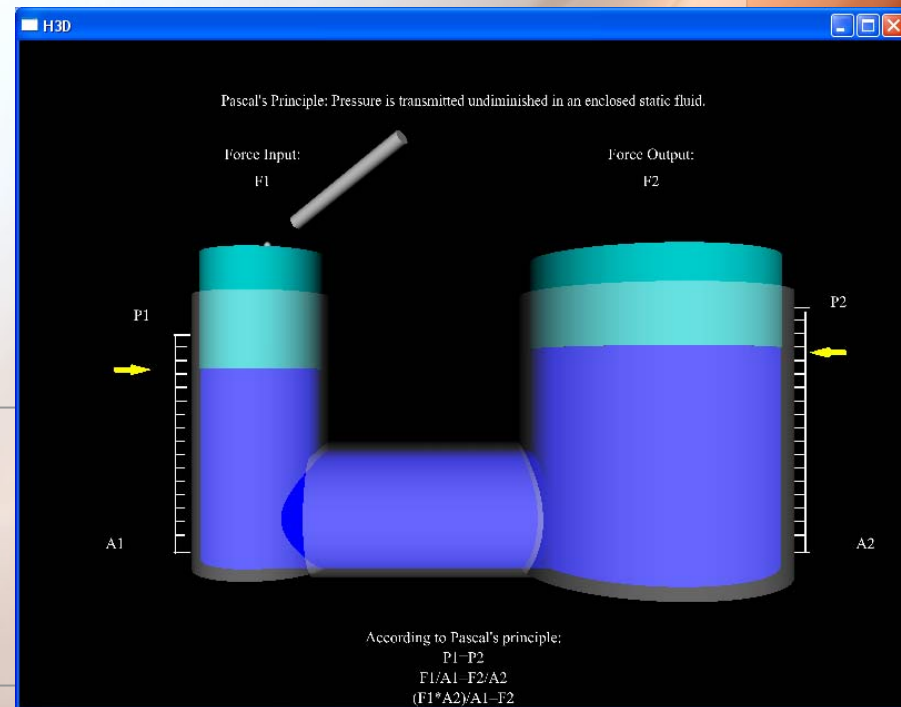 H3D
Pascal's Principle: Pressure is transmitted undiminished in an enclosed static fluid.
Force Input:
F1
Force Output:
F2
P1
P2
A1
A2
According to Pascal's principle:
P1=P2
F1/A1=F2/A2
(F1*A2)/A1=F2